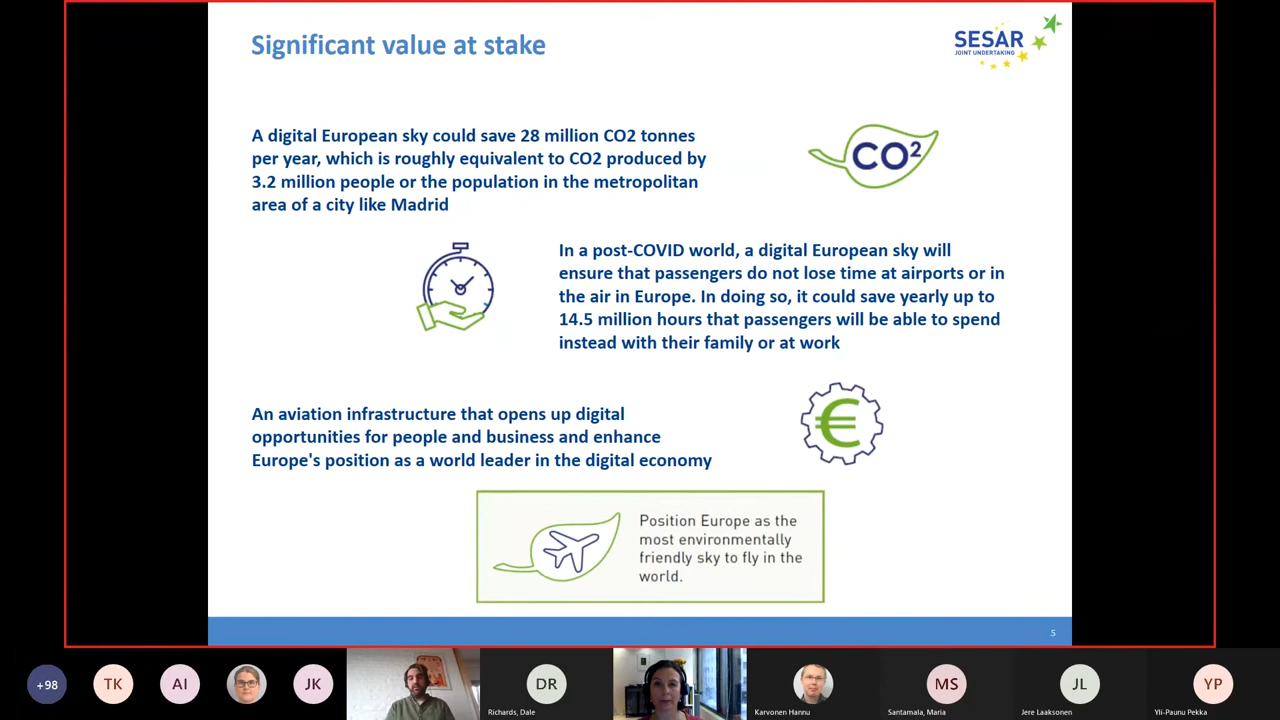 Significant value at stake
SESAR
JOINT UNDERTAKING
A digital European sky could save 28 million CO2 tonnes
per year, which is roughly equivalent to CO2 produced by
3.2 million people or the population in the metropolitan
area of a city like Madrid
CO²
In a post-COVID world, a digital European sky will
ensure that passengers do not lose time at airports or in
the air in Europe. In doing so, it could save yearly up to
14.5 million hours that passengers will be able to spend
instead with their family or at work
An aviation infrastructure that opens up digital
opportunities for people and business and enhance
Europe's position as a world leader in the digital economy
€
Position Europe as the
most environmentally
friendly sky to fly in the
world.
5
+98
TK
AI
JK
DR
Richards, Dale
Karvonen Hannu
MS
Santamala, Maria
JL
Jere Laaksonen
YP
Yli-Paunu Pekka